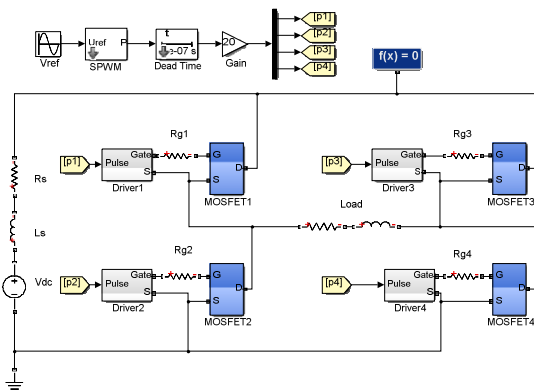 [p1]
[p2]
[p3]
[p4]
f(x) = 0
Uref P
t
e-07 s
20
Vref
SPWM
Dead Time
Gain
Rg1
Rg3
[p1]
Pulse
Gate
S
G
D
S
Driver1
MOSFET1
[p3]
Pulse
Gate
S
G
S
Driver3
MOSFET3
Rs
Load
Ls
Rg2
Rg4
Vdc
[p2]
Pulse
Gate
S
G
D
S
Driver2
MOSFET2
[p4]
Pulse
Gate
S
G
S
Driver4
MOSFET4